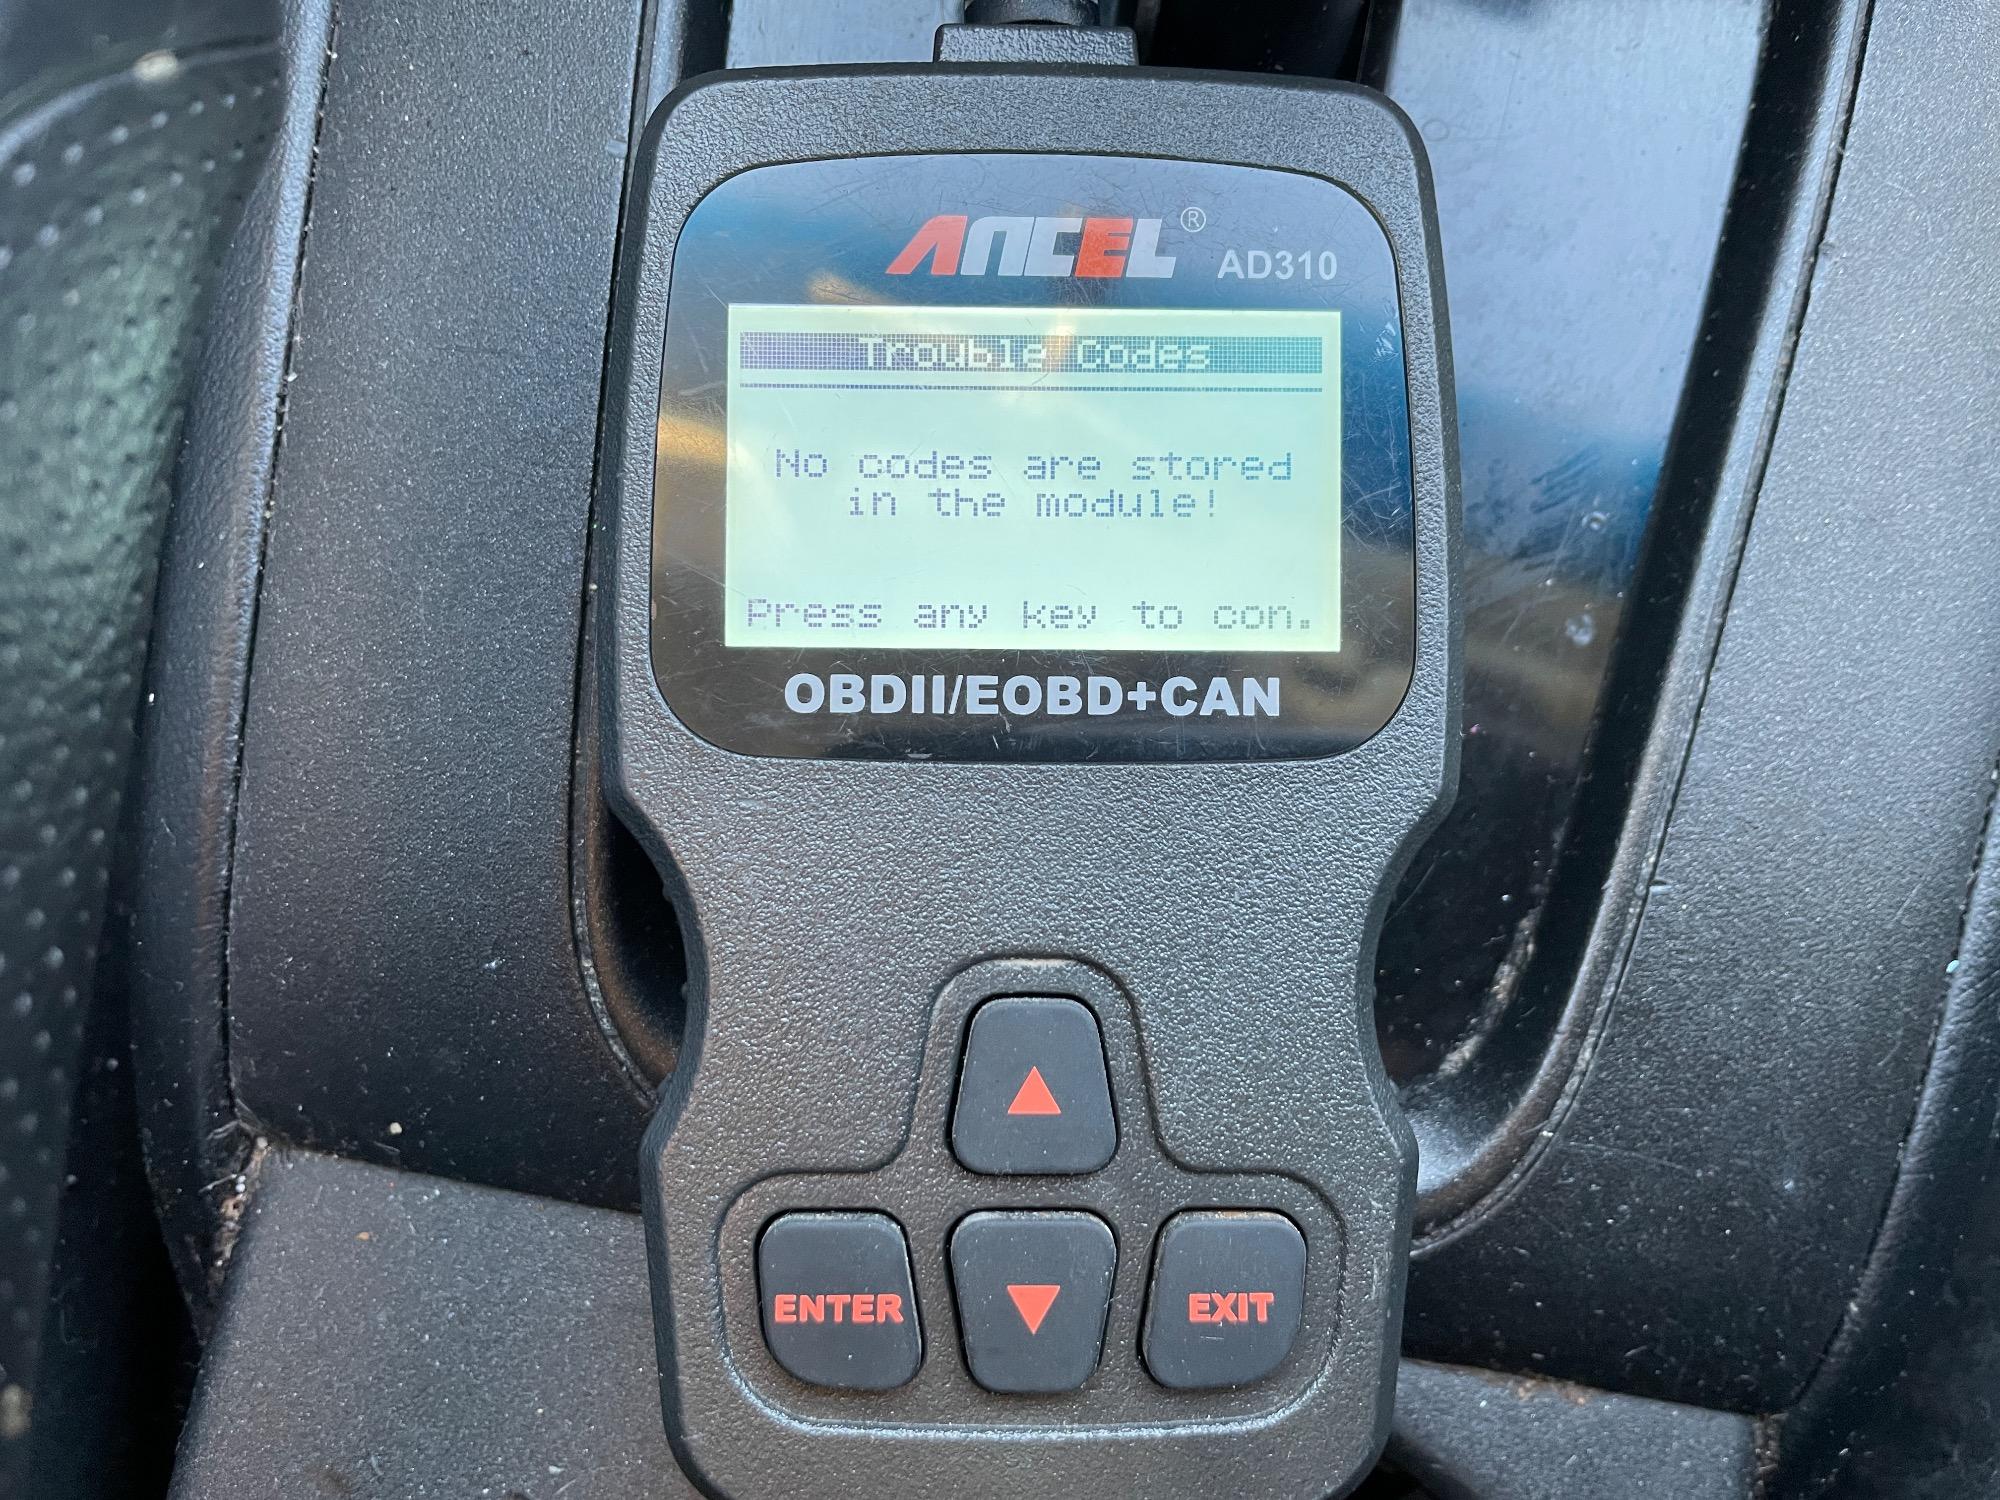 ANCEL® AD310
Trouble Codes
No codes are stored
in the module!
Press any key to con.
OBDII/EOBD+CAN
ENTER
EXIT